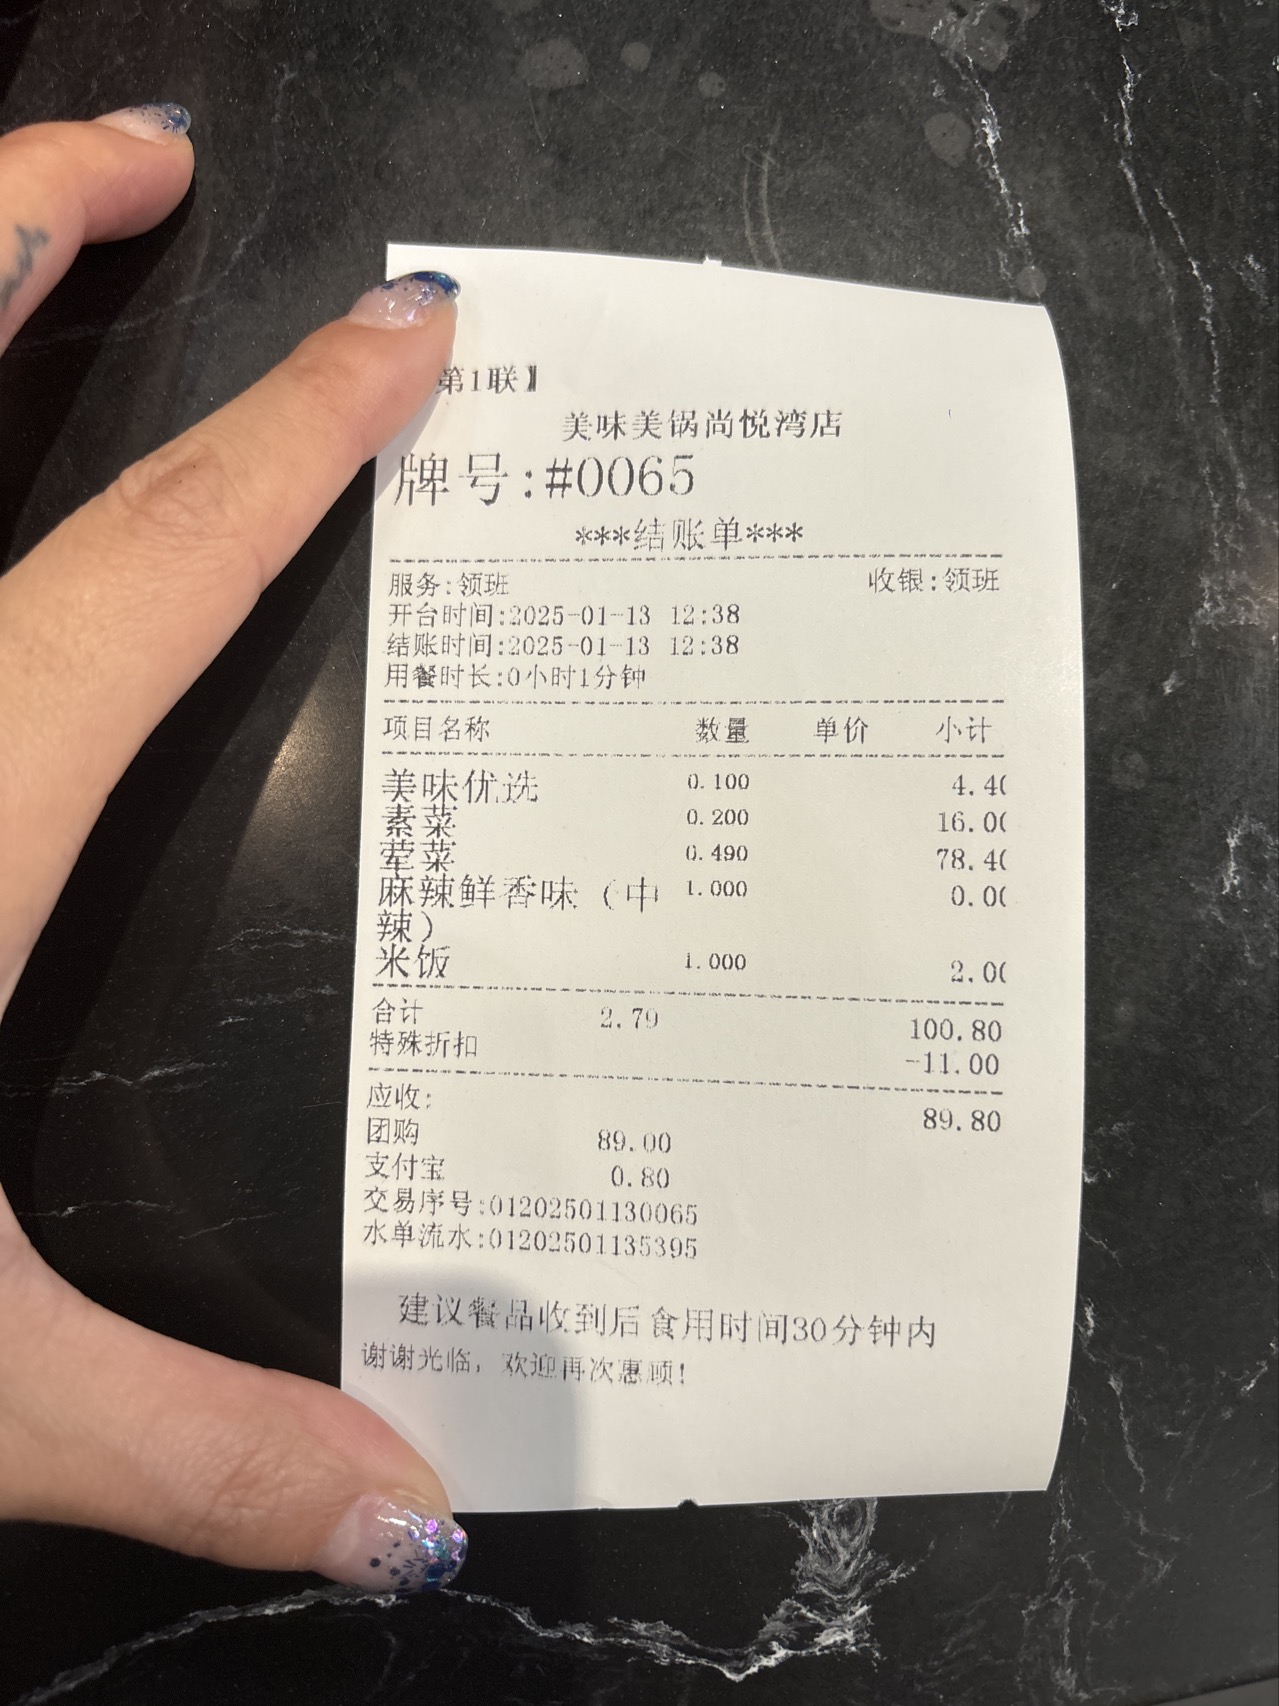 第1联】
美味美锅尚悦湾店
牌号:#0065
***结账单***
服务:领班 收银:领班
开台时间:2025-01-13 12:38
结账时间:2025-01-13 12:38
用餐时长:0小时1分钟
项目名称 数量 单价 小计
美味优选 0.100 4.40
素菜 0.200 16.00
荤菜 0.490 78.40
麻辣鲜香味（中 1.000 0.00
辣）
米饭 1.000 2.00
合计 2.79 100.80
特殊折扣 -11.00
应收: 89.80
团购 89.00
支付宝 0.80
交易序号:01202501130065
水单流水:01202501135395
建议餐品收到后食用时间30分钟内
谢谢光临，欢迎再次惠顾!